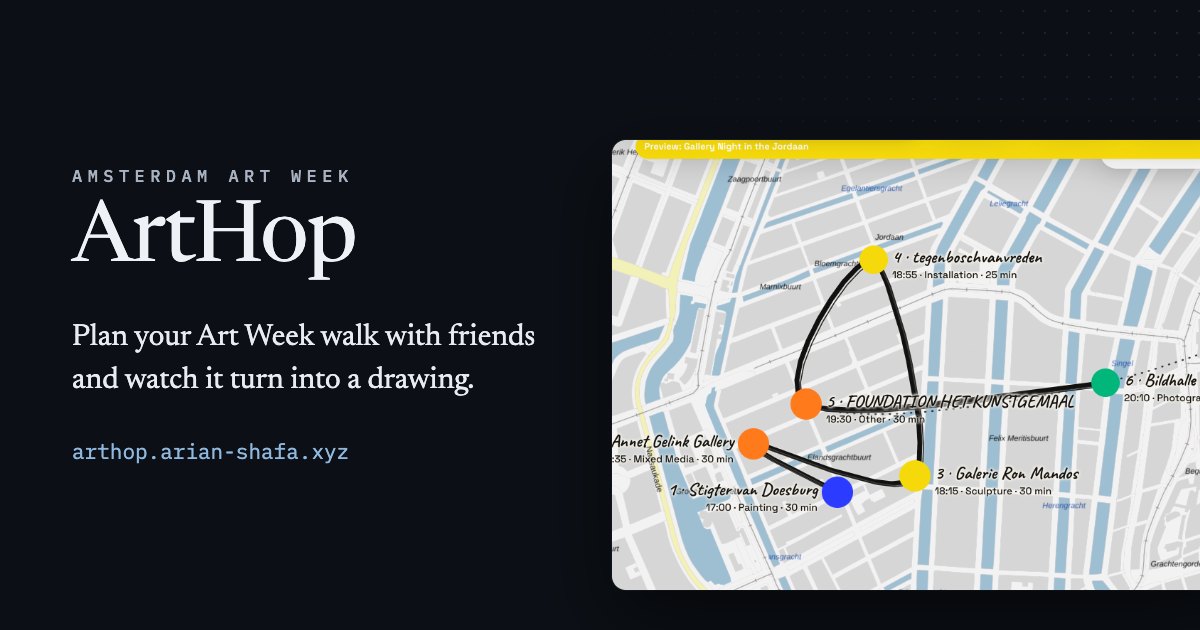 AMSTERDAM ART WEEK
ArtHop
Plan your Art Week walk with friends
and watch it turn into a drawing.
arthop.arian-shafa.xyz
Preview: Gallery Night in the Jordaan
Zaagpoortbuurt
Egelantiersgracht
Leliegracht
Jordaan
Bloemgracht
4 · tegenboschvanvreden
18:55 · Installation · 25 min
Marnixbuurt
Singel
6 · Bildhalle
20:10 ·
5 · FOUNDATION HET KUNSTGEMAAL
19:30 · Other · 30 min
Annet Gelink Gallery
:35 · Mixed Media · 30 min
Elandsgrachtbuurt
Felix Meritisbuurt
Nassaukade
3 · Galerie Ron Mandos
18:15 · Sculpture · 30 min
1 · Stigter van Doesburg
17:00 · Painting · 30 min
Herengracht